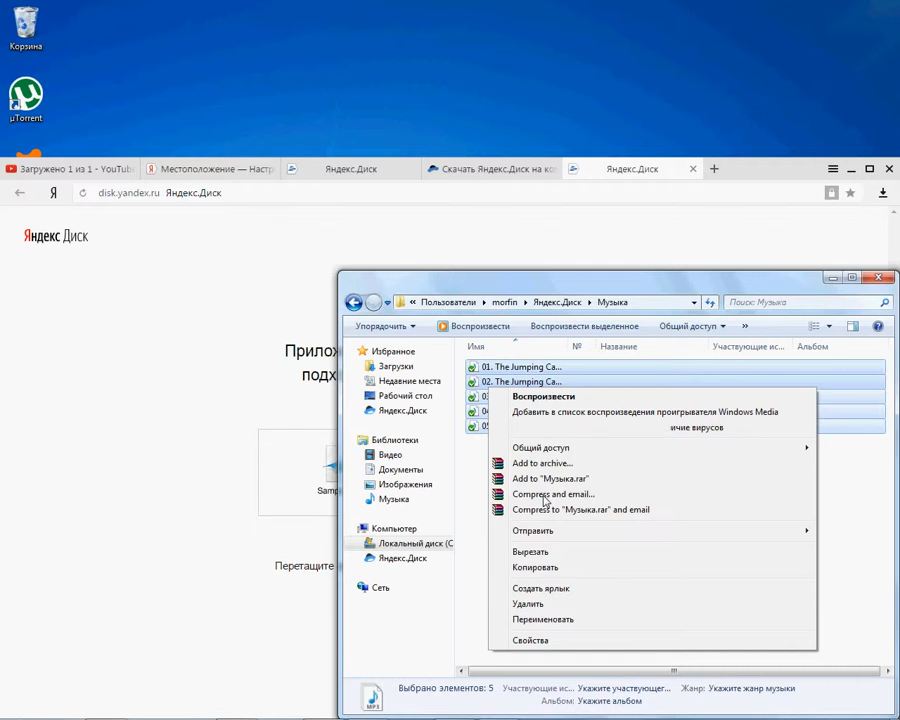 Корзина
µTorrent
Загружено 1 из 1 - YouTub
Местоположение — Настр
Яндекс.Диск
Скачать Яндекс.Диск на ко
Яндекс.Диск
Я
disk.yandex.ru Яндекс.Диск
Яндекс Диск
Прилож
подх
Samp
Перетащите
Пользователи
morfin
Яндекс.Диск
Музыка
Поиск: Музыка
Упорядочить
Воспроизвести
Воспроизвести выделенное
Общий доступ
Имя
№
Название
Участвующие ис...
Альбом
Избранное
Загрузки
Недавние места
Рабочий стол
Яндекс.Диск
Библиотеки
Видео
Документы
Изображения
Музыка
Компьютер
Локальный диск (C
Яндекс.Диск
Сеть
01. The Jumping Ca...
02. The Jumping Ca...
Воспроизвести
Добавить в список воспроизведения проигрывателя Windows Media
ичие вирусов
Общий доступ
Add to archive...
Add to "Музыка.rar"
Compress and email...
Compress to "Музыка.rar" and email
Отправить
Вырезать
Копировать
Создать ярлык
Удалить
Переименовать
Свойства
Выбрано элементов: 5
Участвующие ис...
Укажите участвующег...
Жанр: Укажите жанр музыки
Альбом: Укажите альбом
MP3